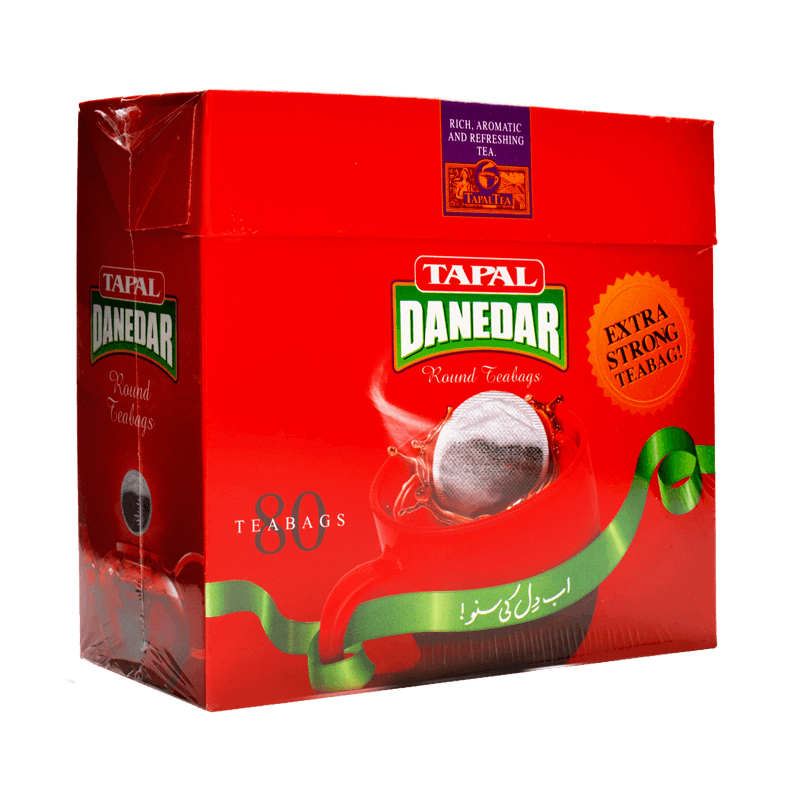 RICH, AROMATIC
AND REFRESHING
TEA.
TAPAL TEA
TAPAL
DANEDAR
Round Teabags
EXTRA
STRONG
TEABAG!
80
TEABAGS
اب دِل کی سنو!
TAPAL
DANEDAR
Round
Teabags